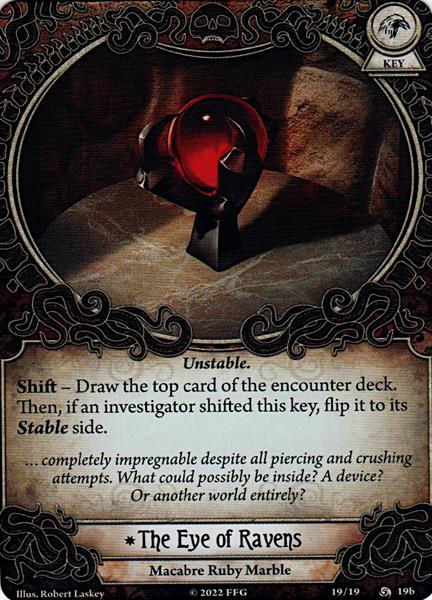 KEY
Unstable.
Shift – Draw the top card of the encounter deck.
Then, if an investigator shifted this key, flip it to its
Stable side.
... completely impregnable despite all piercing and crushing
attempts. What could possibly be inside? A device?
Or another world entirely?
*The Eye of Ravens
Macabre Ruby Marble
Illus. Robert Laskey © 2022 FFG 19/19 19b